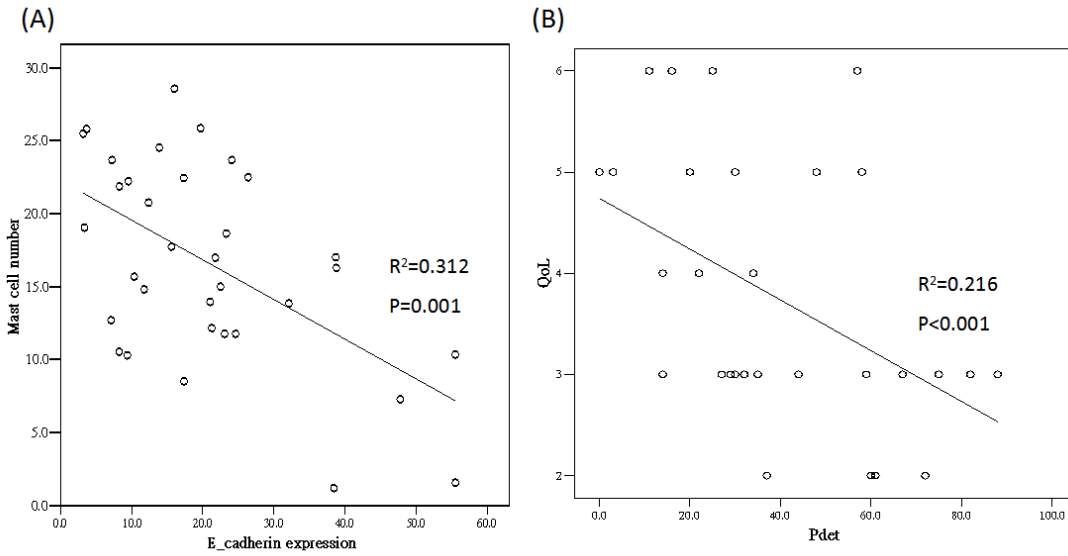 (A)
(B)
30.0
25.0
20.0
15.0
10.0
5.0
0.0
Mast cell number
R²=0.312
P=0.001
0.0 10.0 20.0 30.0 40.0 50.0 60.0
E_cadherin expression
6
5
4
3
2
QoL
R²=0.216
P<0.001
0.0 20.0 40.0 60.0 80.0 100.0
Pdet